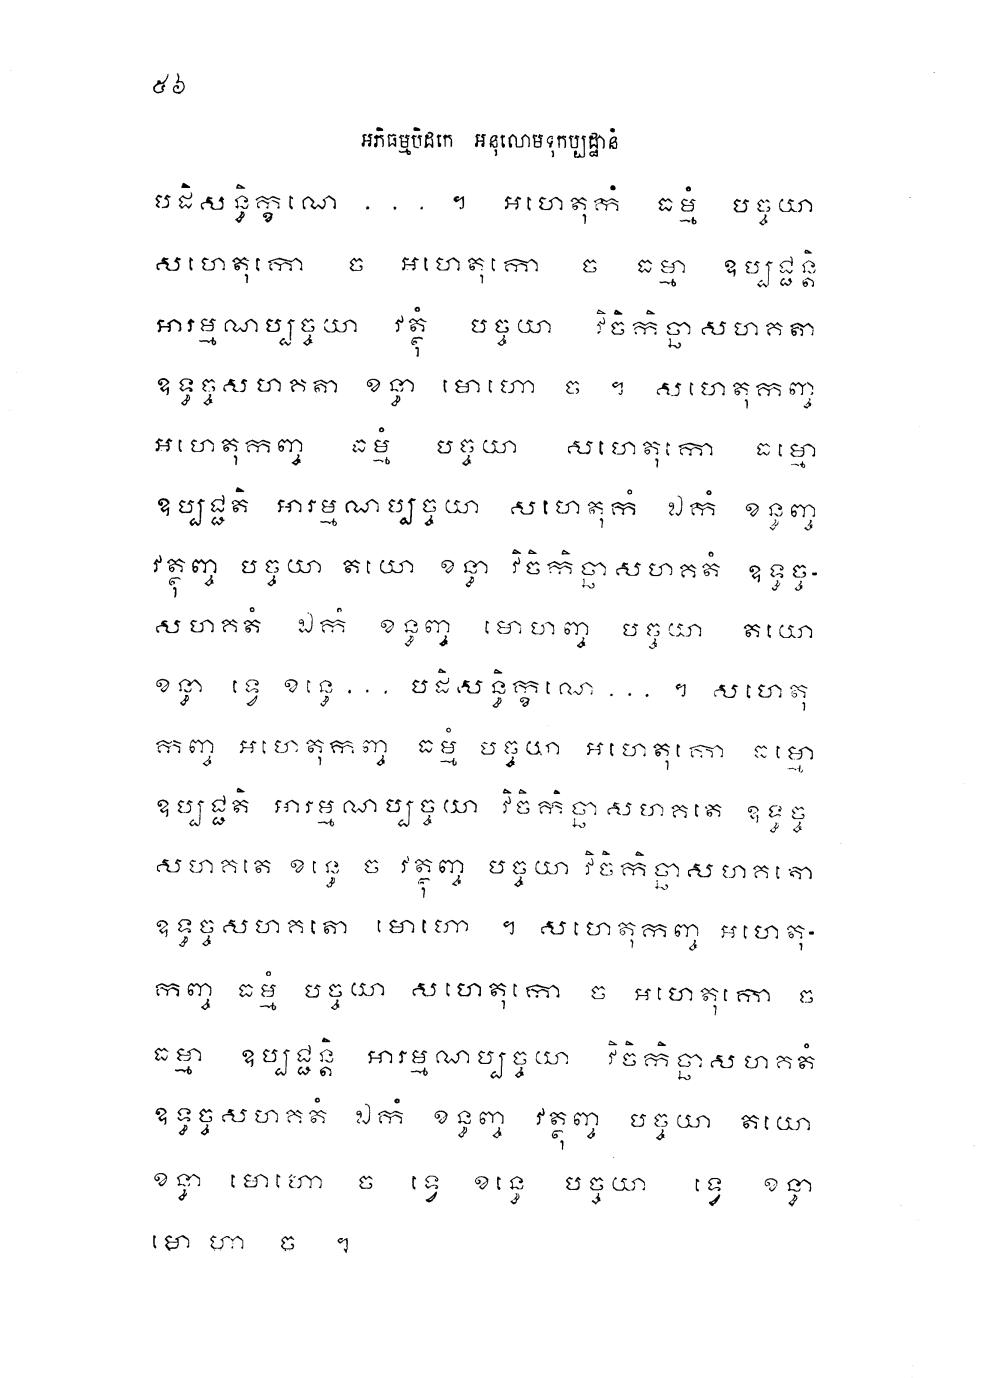 ៥៦
អភិធម្មបិដកេ អនុលោមទុកប្បដ្ឋានំ
បដិសន្ធិក្ខណេ . . . ។ អហេតុកំ ធម្មំ បច្ចយា
សហេតុកោ ច អហេតុកោ ច ធម្មា ឧប្បជ្ជន្តិ
អារម្មណប្បច្ចយា វត្ថុំ បច្ចយា វិចិកិច្ឆាសហគតា
ឧទ្ធច្ចសហគតា ខន្ធា មោហោ ច ។ សហេតុកញ្ច
អហេតុកញ្ច ធម្មំ បច្ចយា សហេតុកោ ធម្មោ
ឧប្បជ្ជតិ អារម្មណប្បច្ចយា សហេតុកំ ឯកំ ខន្ធញ្ច
វត្ថុញ្ច បច្ចយា តយោ ខន្ធា វិចិកិច្ឆាសហគតំ ឧទ្ធច្ច-
សហគតំ ឯកំ ខន្ធញ្ច មោហញ្ច បច្ចយា តយោ
ខន្ធា ទ្វេ ខន្ធេ ... បដិសន្ធិក្ខណេ ... ។ សហេតុ
កញ្ច អហេតុកញ្ច ធម្មំ បច្ចយា អហេតុកោ ធម្មោ
ឧប្បជ្ជតិ អារម្មណប្បច្ចយា វិចិកិច្ឆាសហគតេ ឧទ្ធច្ច
សហគតេ ខន្ធេ ច វត្ថុញ្ច បច្ចយា វិចិកិច្ឆាសហគតោ
ឧទ្ធច្ចសហគតោ មោហោ ។ សហេតុកញ្ច អហេតុ-
កញ្ច ធម្មំ បច្ចយា សហេតុកោ ច អហេតុកោ ច
ធម្មា ឧប្បជ្ជន្តិ អារម្មណប្បច្ចយា វិចិកិច្ឆាសហគតំ
ឧទ្ធច្ចសហគតំ ឯកំ ខន្ធញ្ច វត្ថុញ្ច បច្ចយា តយោ
ខន្ធា មោហោ ច ទ្វេ ខន្ធេ បច្ចយា ទ្វេ ខន្ធា
មោ ហា ច ។